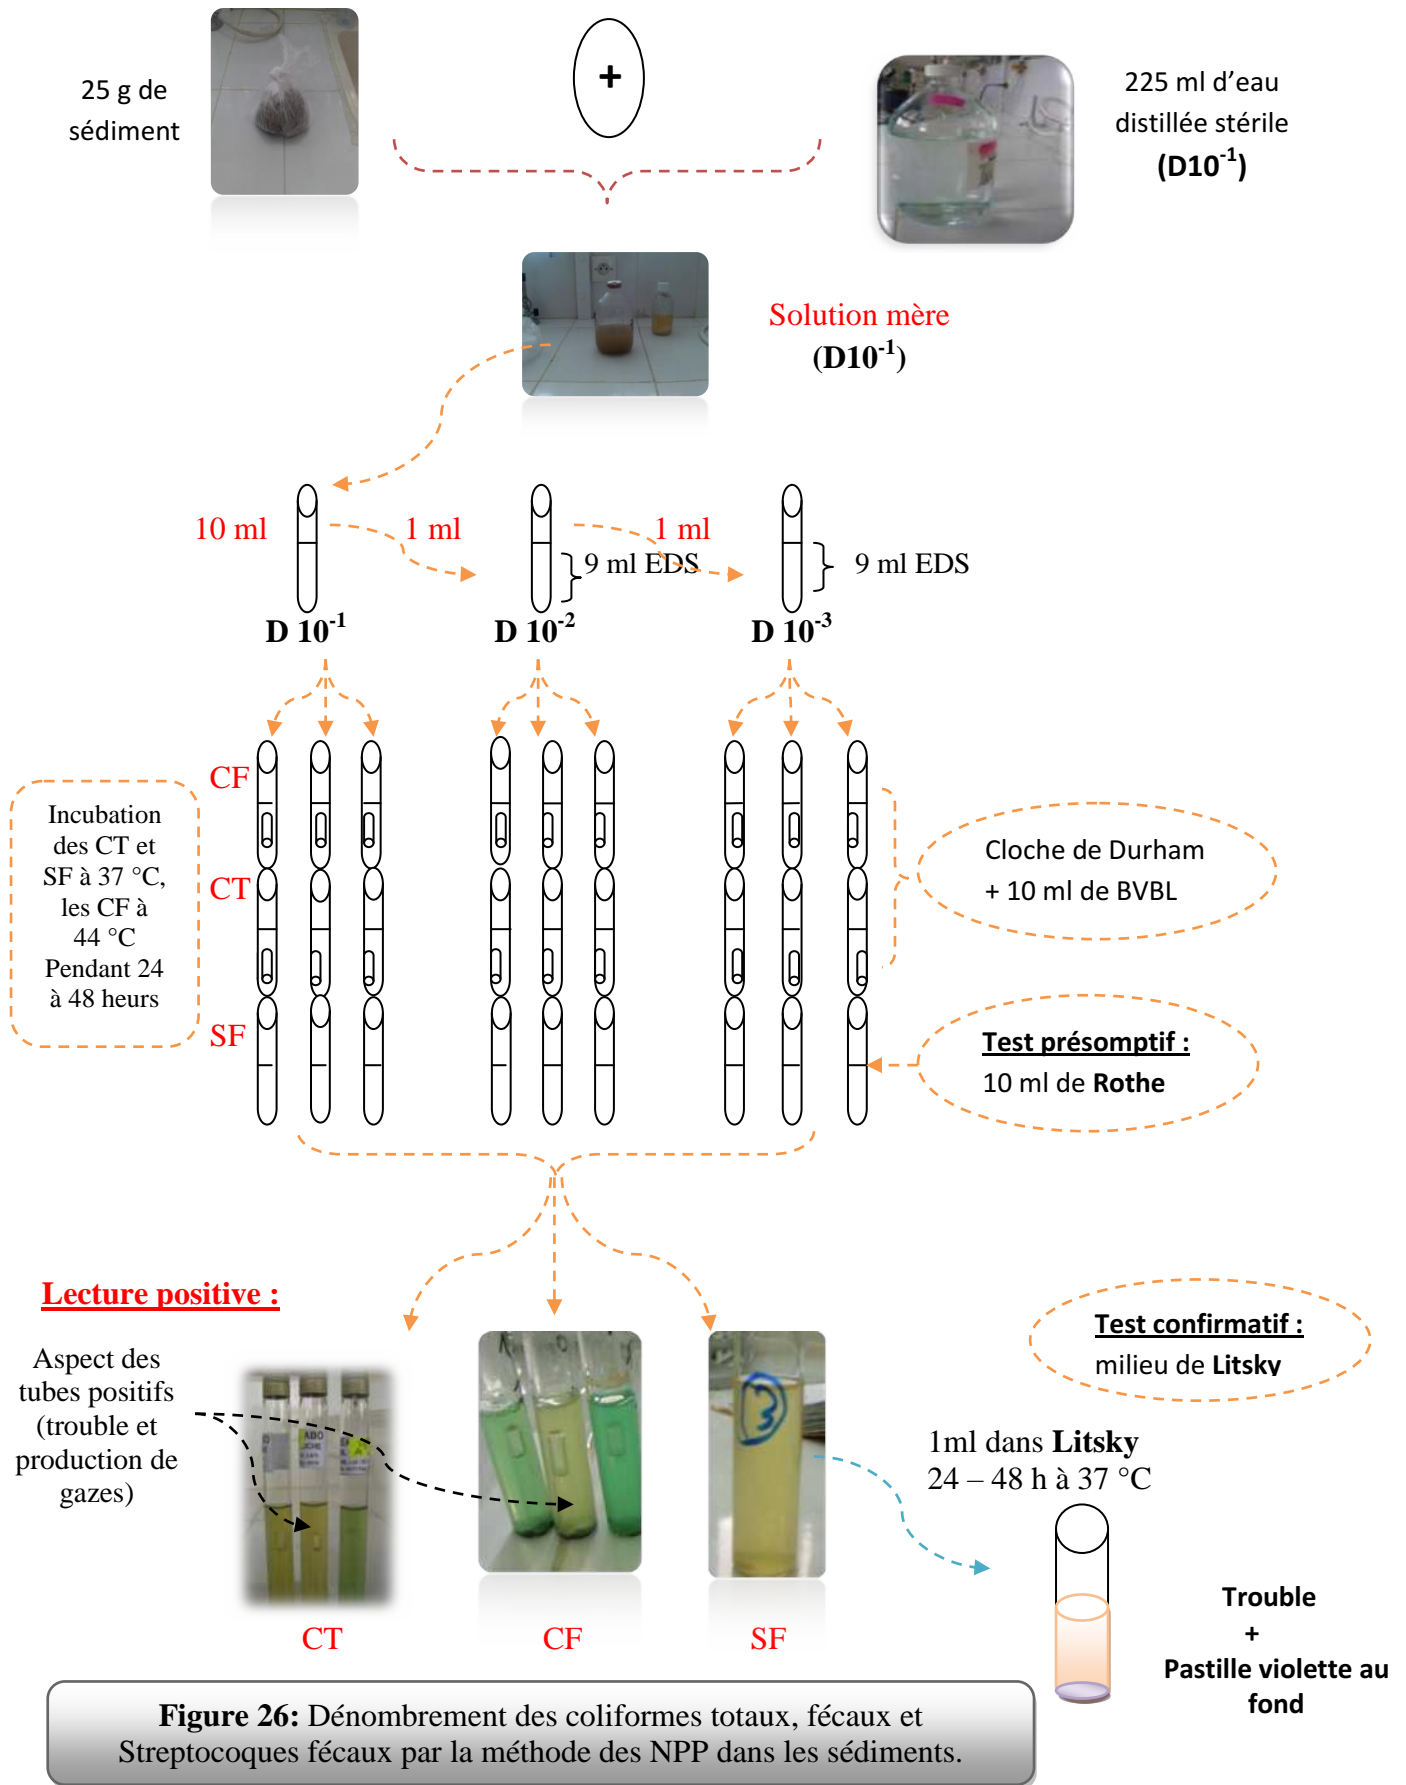 25 g de
sédiment
+
225 ml d’eau
distillée stérile
(D10-1)
Solution mère
(D10-1)
10 ml
1 ml
1 ml
9 ml EDS
9 ml EDS
D 10-1
D 10-2
D 10-3
CF
Incubation
des CT et
SF à 37 °C,
les CF à
44 °C
Pendant 24
à 48 heurs
CT
SF
Cloche de Durham
+ 10 ml de BVBL
Test présomptif :
10 ml de Rothe
Lecture positive :
Aspect des
tubes positifs
(trouble et
production de
gazes)
Test confirmatif :
milieu de Litsky
3
1ml dans Litsky
24 – 48 h à 37 °C
CT
CF
SF
Trouble
+
Pastille violette au
fond
Figure 26: Dénombrement des coliformes totaux, fécaux et
Streptocoques fécaux par la méthode des NPP dans les sédiments.